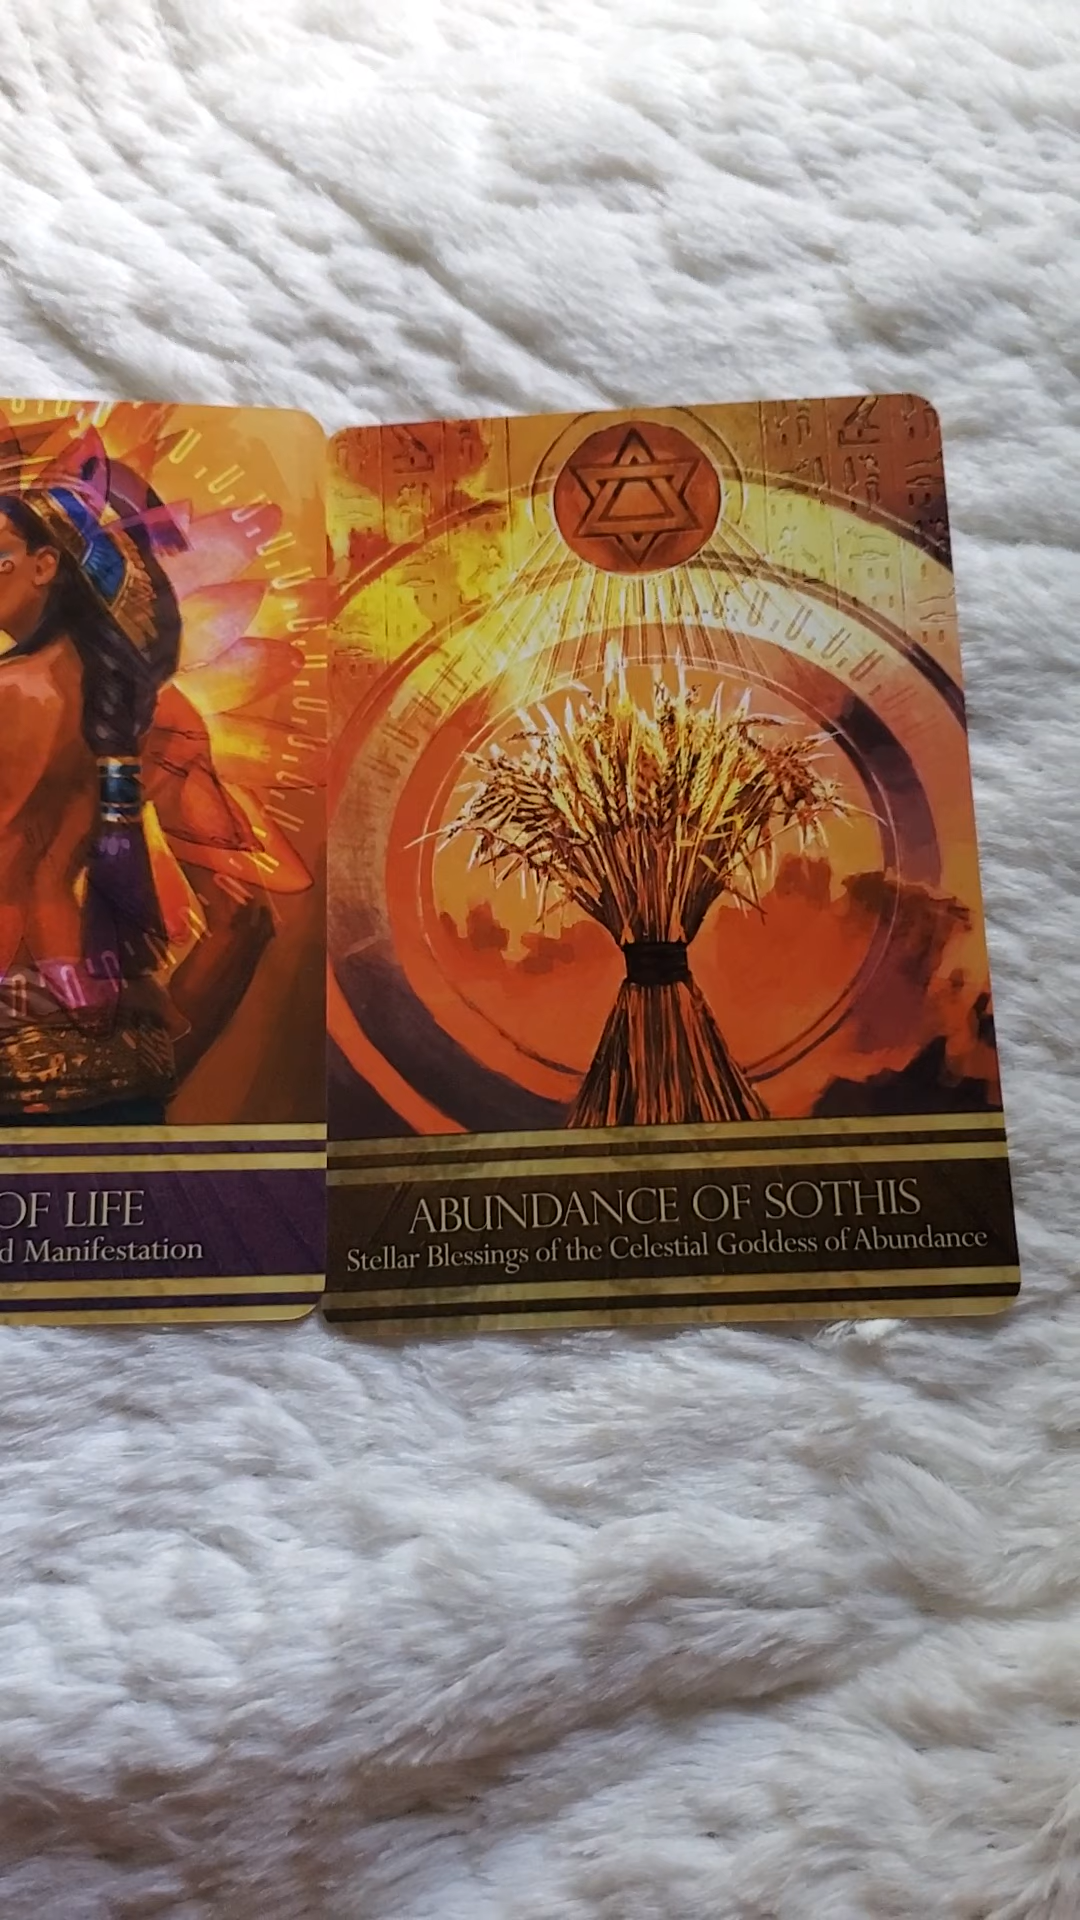 OF LIFE
d Manifestation
ABUNDANCE OF SOTHIS
Stellar Blessings of the Celestial Goddess of Abundance